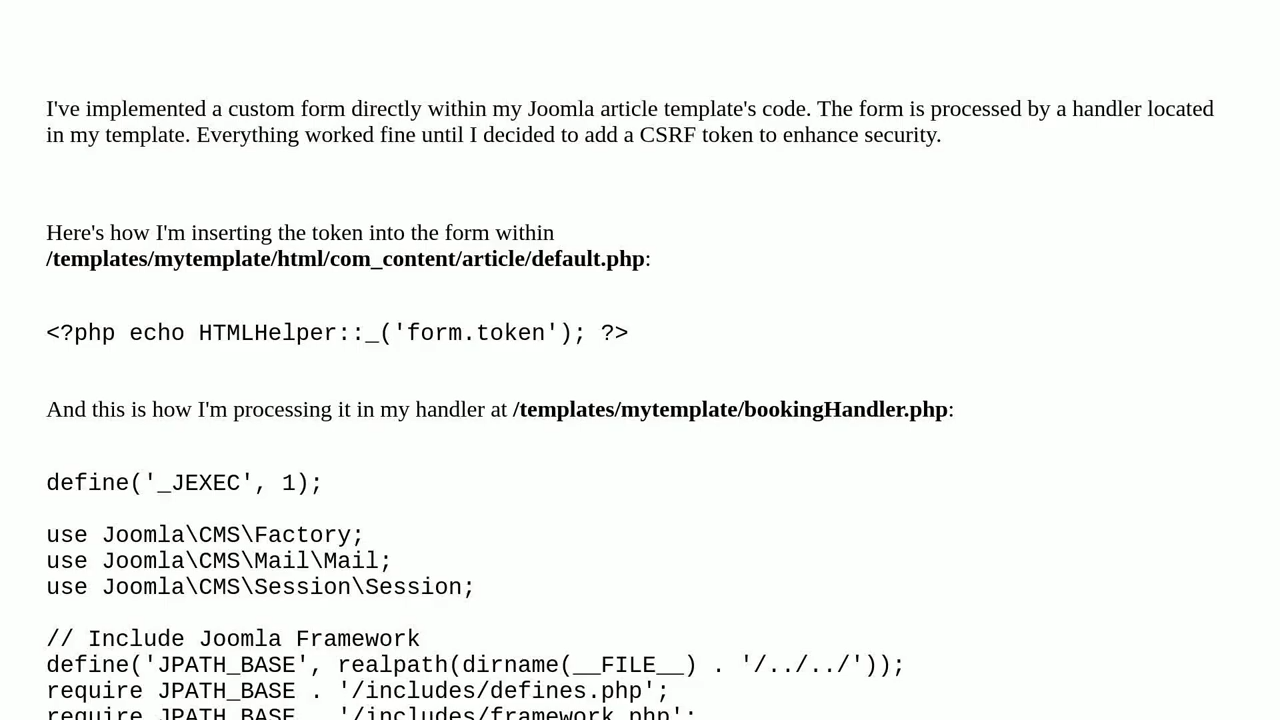 I've implemented a custom form directly within my Joomla article template's code. The form is processed by a handler located
in my template. Everything worked fine until I decided to add a CSRF token to enhance security.
Here's how I'm inserting the token into the form within
/templates/mytemplate/html/com_content/article/default.php:
<?php echo HTMLHelper::_('form.token'); ?>
And this is how I'm processing it in my handler at /templates/mytemplate/bookingHandler.php:
define('_JEXEC', 1);
use Joomla\CMS\Factory;
use Joomla\CMS\Mail\Mail;
use Joomla\CMS\Session\Session;
// Include Joomla Framework
define('JPATH_BASE', realpath(dirname(__FILE__) . '/../../'));
require JPATH_BASE . '/includes/defines.php';
require JPATH_BASE . '/includes/framework.php';